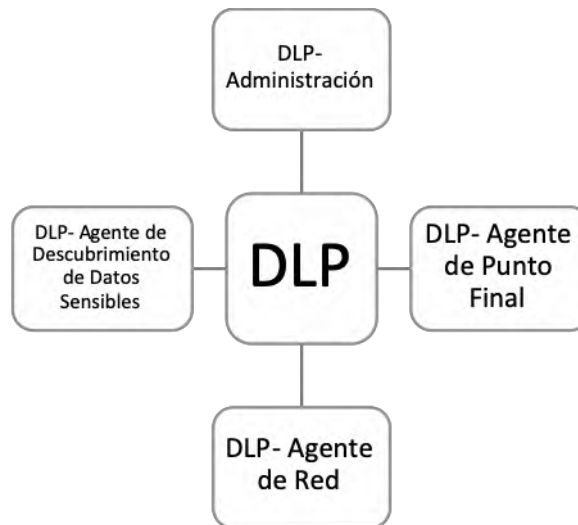 DLP-
Administración
DLP- Agente de
Descubrimiento
de Datos
Sensibles
DLP
DLP- Agente
de Punto
Final
DLP- Agente
de Red